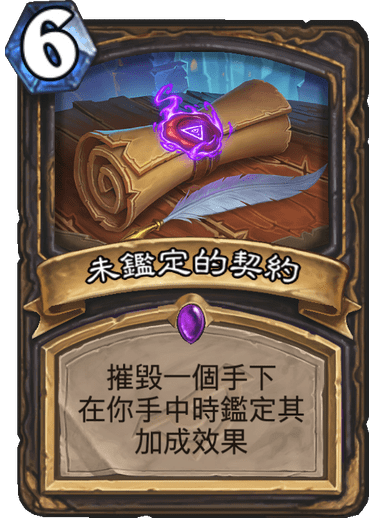 6
未鑑定的契約
摧毀一個手下
在你手中時鑑定其
加成效果